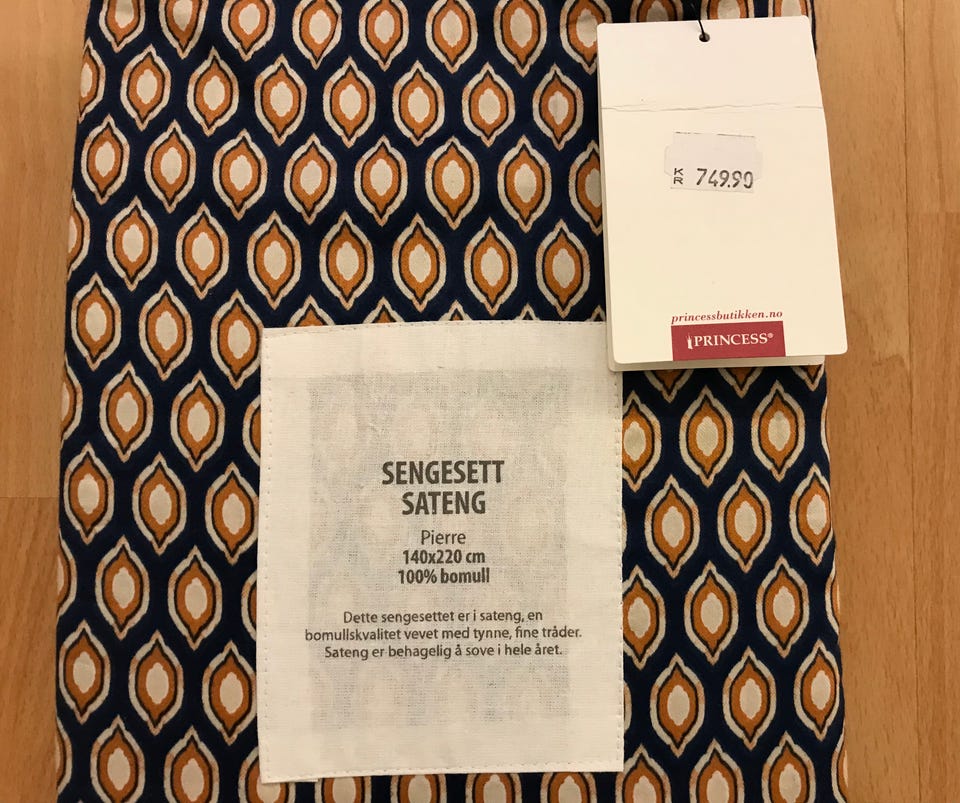 KR 749.90
princessbutikken.no
PRINCESS®
SENGESETT
SATENG
Pierre
140x220 cm
100% bomull
Dette sengesettet er i sateng, en
bomullskvalitet vevet med tynne, fine tråder.
Sateng er behagelig å sove i hele året.